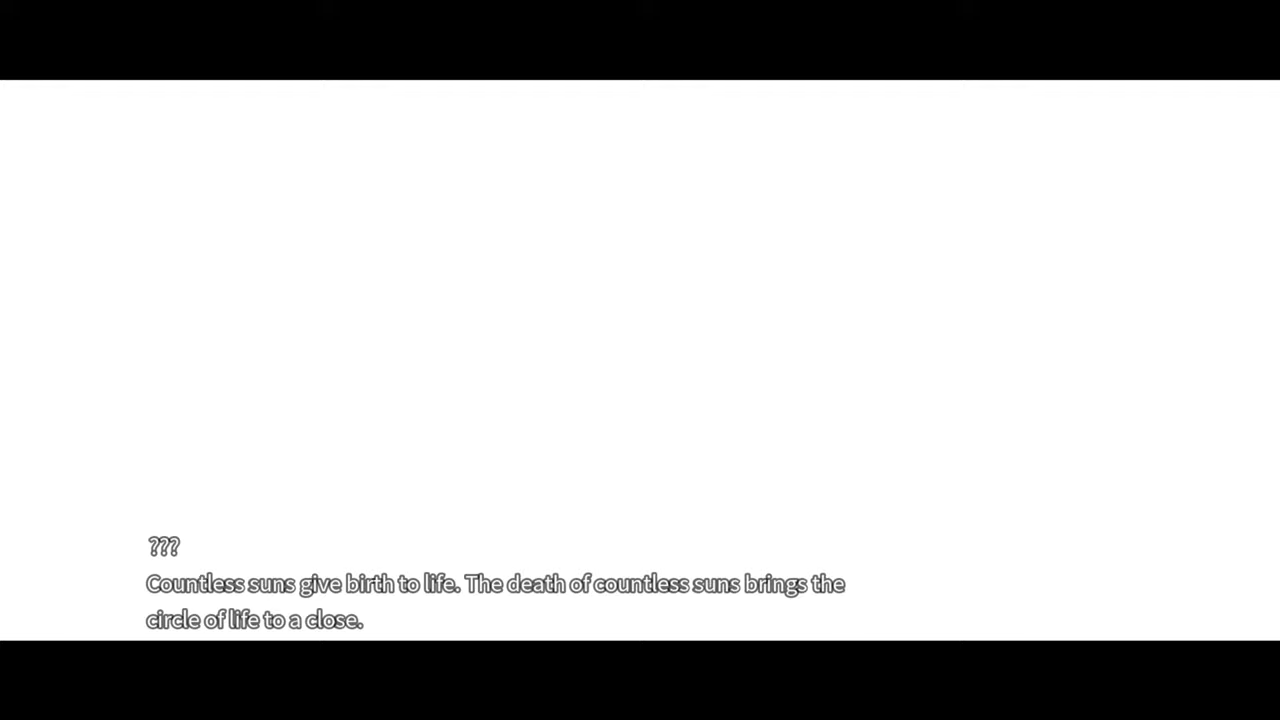 ???
Countless suns give birth to life. The death of countless suns brings the
circle of life to a close.